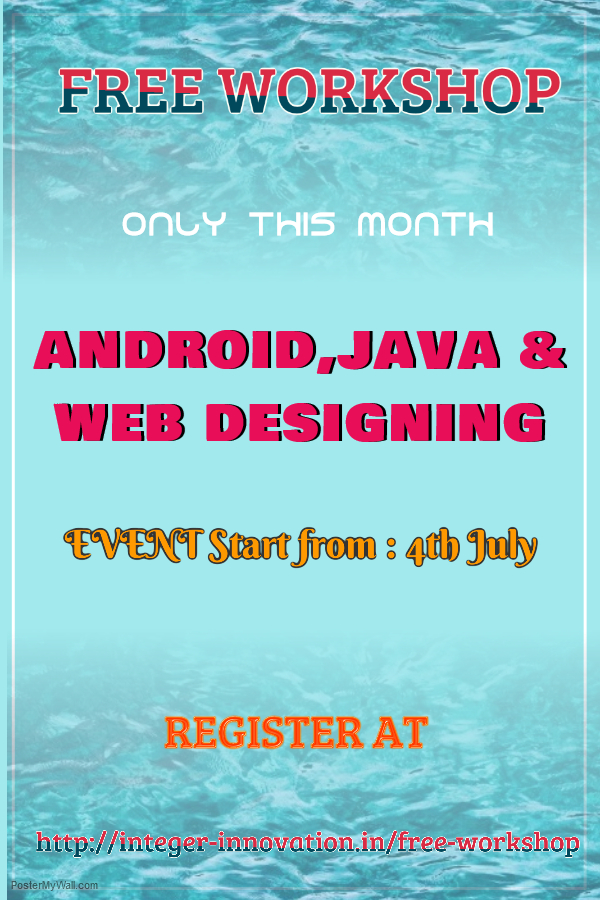 FREE WORKSHOP
ONLY THIS MONTH
ANDROID,JAVA &
WEB DESIGNING
EVENT Start from : 4th July
REGISTER AT
http://integer-innovation.in/free-workshop
PosterMyWall.com